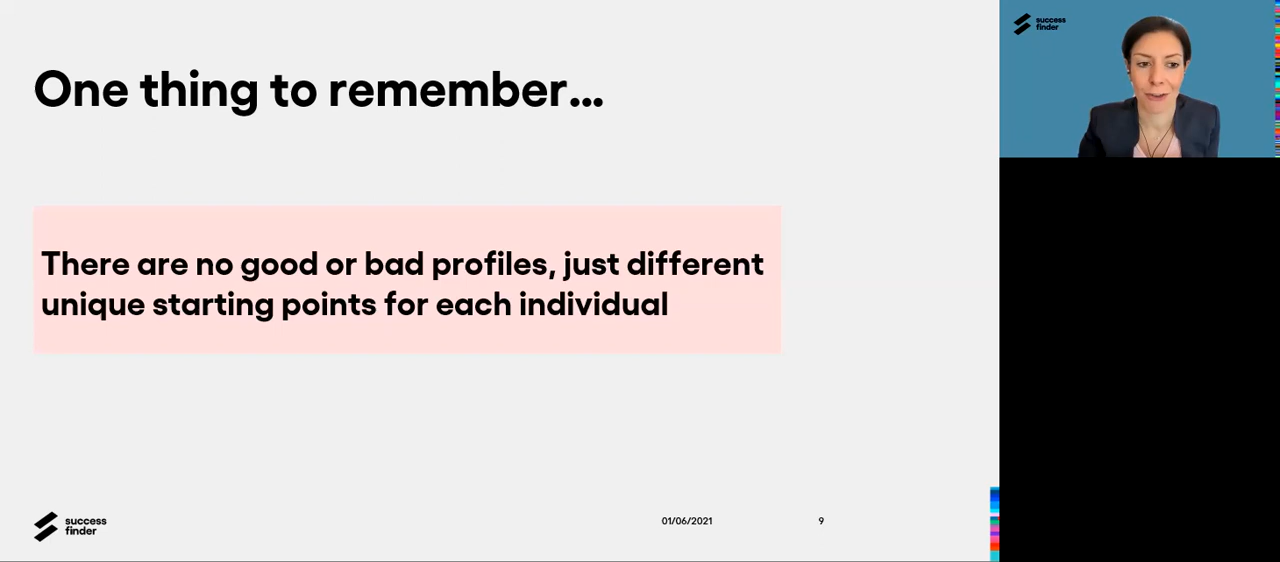 One thing to remember...
There are no good or bad profiles, just different
unique starting points for each individual
success
finder
01/06/2021
9
success
finder